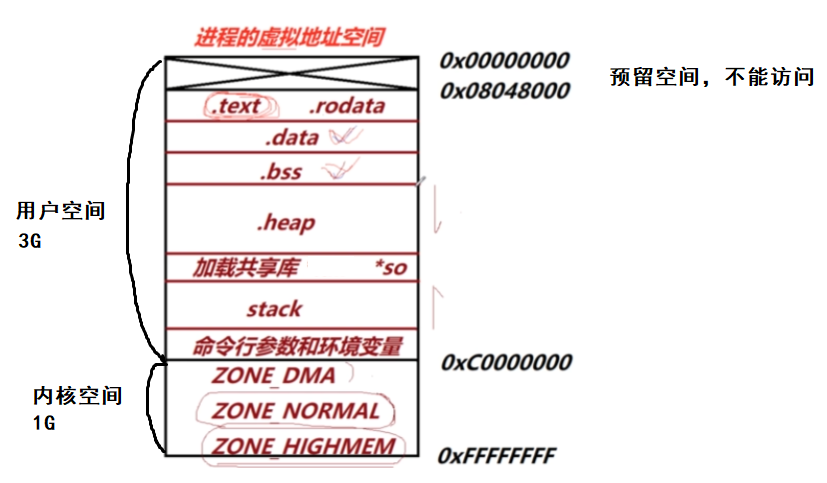 进程的虚拟地址空间
0x00000000
0x08048000
预留空间，不能访问
.text .rodata
.data
.bss
.heap
加载共享库 *so
stack
命令行参数和环境变量
用户空间
3G
0xC0000000
ZONE_DMA
ZONE_NORMAL
ZONE_HIGHMEM
内核空间
1G
0xFFFFFFFF